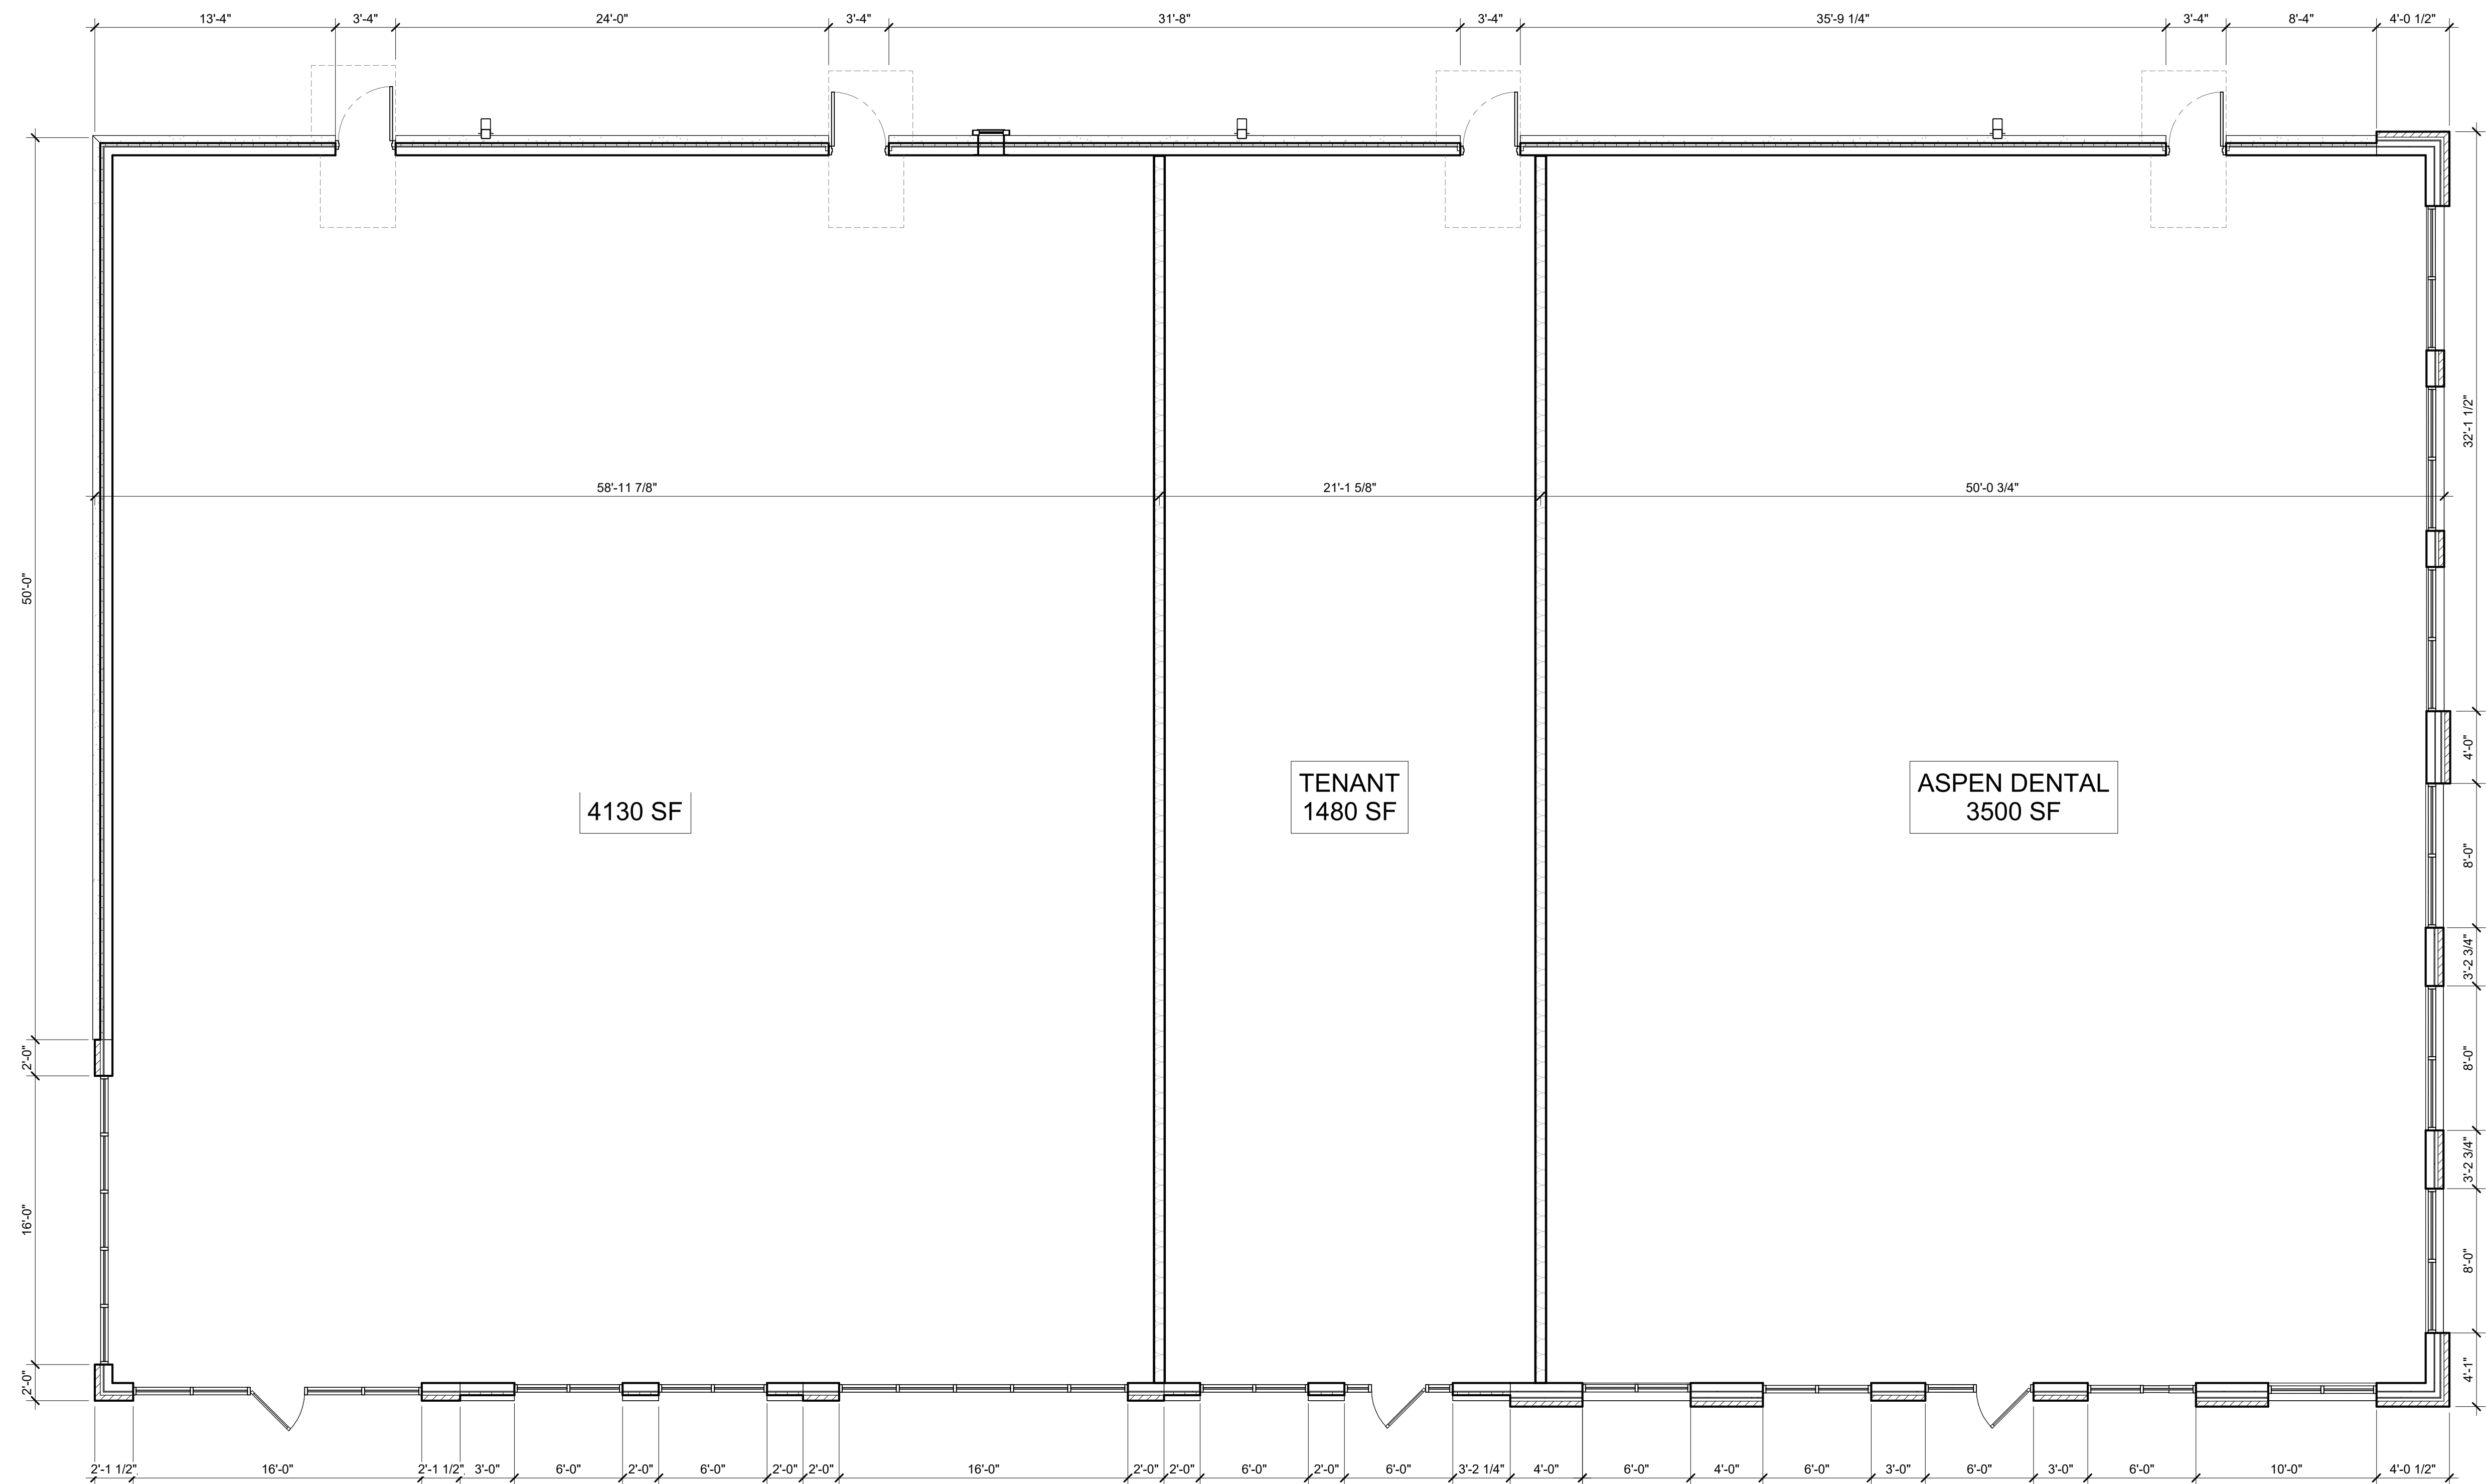 13'-4" 3'-4" 24'-0" 3'-4" 31'-8" 3'-4" 35'-9 1/4" 3'-4" 8'-4" 4'-0 1/2"
32'-1 1/2"
58'-11 7/8" 21'-1 5/8" 50'-0 3/4"
50'-0"
4'-0"
TENANT
1480 SF
ASPEN DENTAL
3500 SF
4130 SF
8'-0"
3'-2 3/4"
2'-0"
8'-0"
3'-2 3/4"
16'-0"
8'-0"
2'-0"
4'-1"
2'-1 1/2" 16'-0" 2'-1 1/2" 3'-0" 6'-0" 2'-0" 6'-0" 2'-0" 2'-0" 16'-0" 2'-0" 2'-0" 6'-0" 2'-0" 6'-0" 3'-2 1/4" 4'-0" 6'-0" 4'-0" 6'-0" 3'-0" 6'-0" 3'-0" 6'-0" 10'-0" 4'-0 1/2"